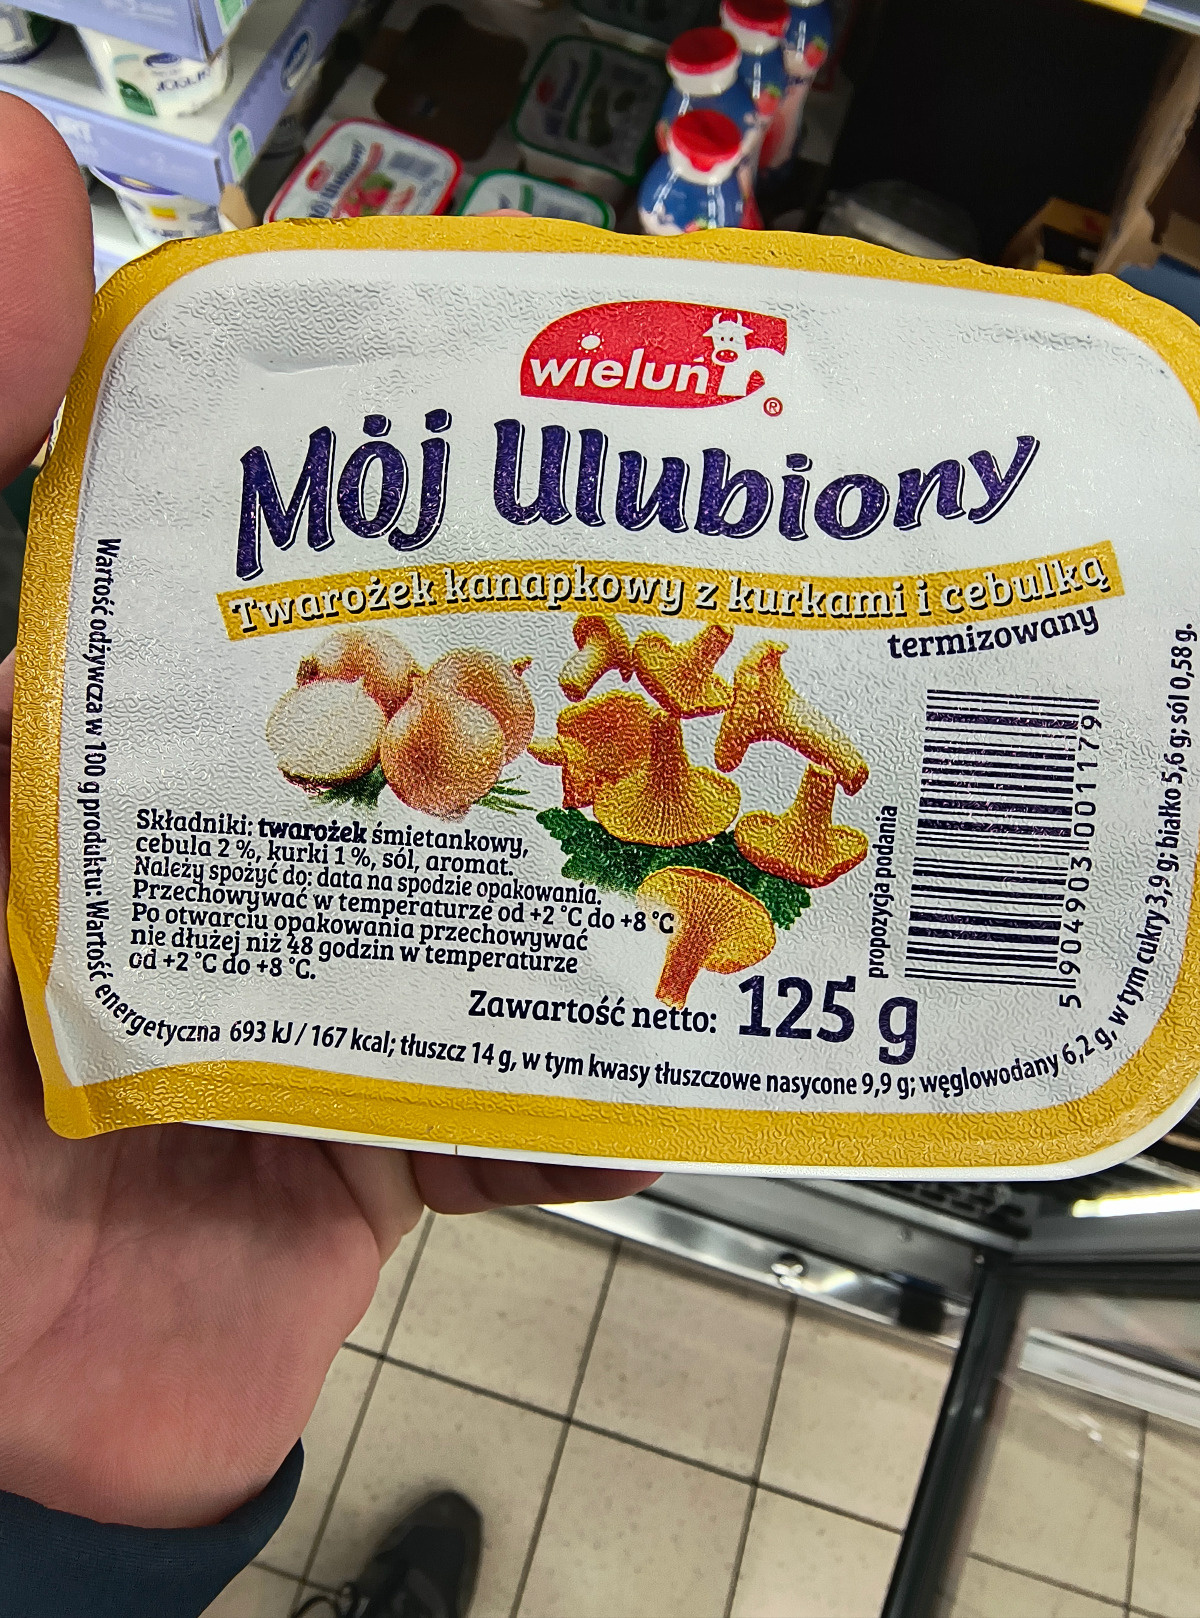 wieluń
®
Mój Ulubiony
Twarożek kanapkowy z kurkami i cebulką
termizowany
Składniki: twarożek śmietankowy,
cebula 2 %, kurki 1 %, sól, aromat.
Należy spożyć do: data na spodzie opakowania.
Przechowywać w temperaturze od +2 °C do +8 °C
Po otwarciu opakowania przechowywać
nie dłużej niż 48 godzin w temperaturze
od +2 °C do +8 °C.
propozycja podania
5 904903 001179
Zawartość netto: 125 g
Wartość odżywcza w 100 g produktu: Wartość energetyczna 693 kJ / 167 kcal; tłuszcz 14 g, w tym kwasy tłuszczowe nasycone 9,9 g; węglowodany 6,2 g, w tym cukry 3,9 g; białko 5,6 g; sól 0,58 g.